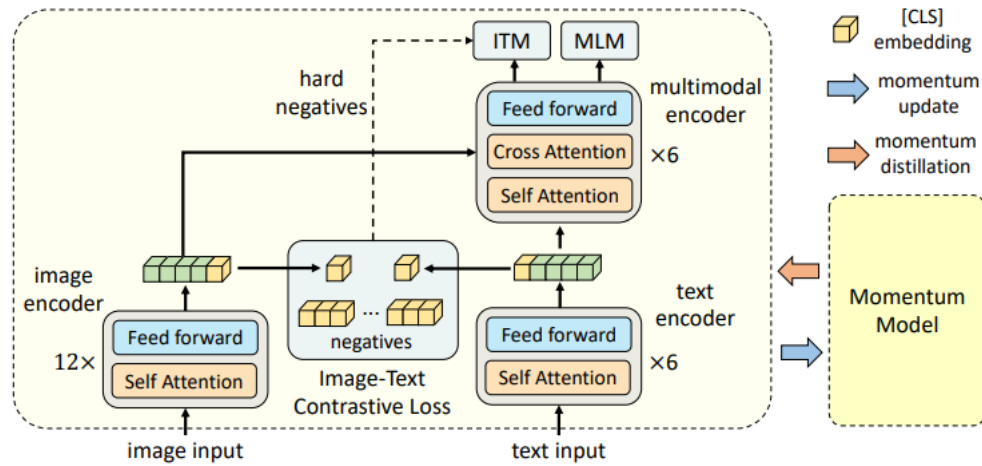 ITM
MLM
hard
negatives
Feed forward
Cross Attention
Self Attention
multimodal
encoder
×6
image
encoder
12×
Feed forward
Self Attention
negatives
...
Image-Text
Contrastive Loss
Feed forward
Self Attention
text
encoder
×6
image input
text input
[CLS]
embedding
momentum
update
momentum
distillation
Momentum
Model